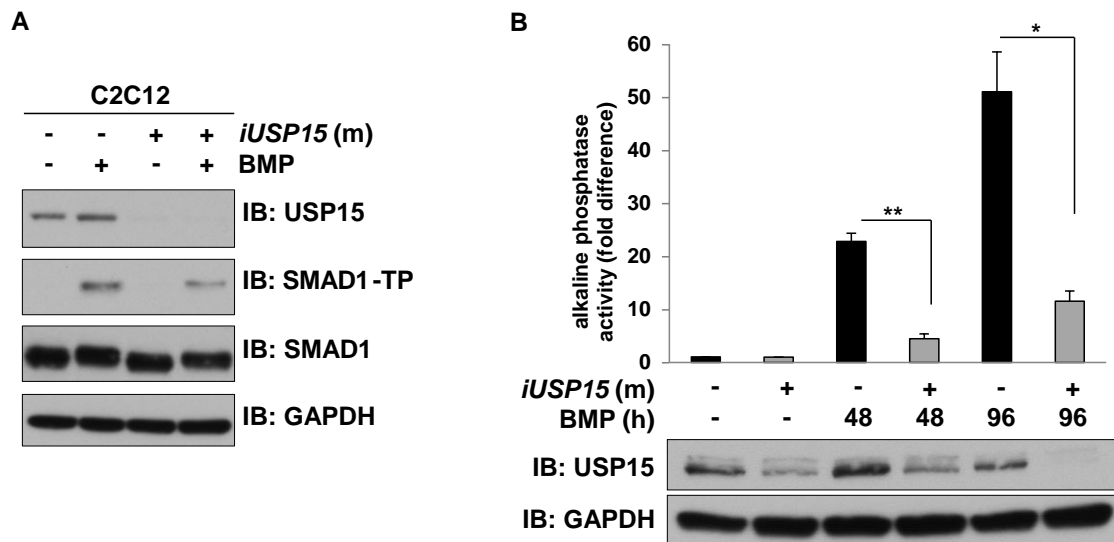 A
C2C12
- - + + iUSP15 (m)
- + - + BMP
IB: USP15
IB: SMAD1-TP
IB: SMAD1
IB: GAPDH
B
alkaline phosphatase
activity (fold difference)
60
50
40
30
20
10
0
**
*
iUSP15 (m) - + - + - +
BMP (h) - - 48 48 96 96
IB: USP15
IB: GAPDH